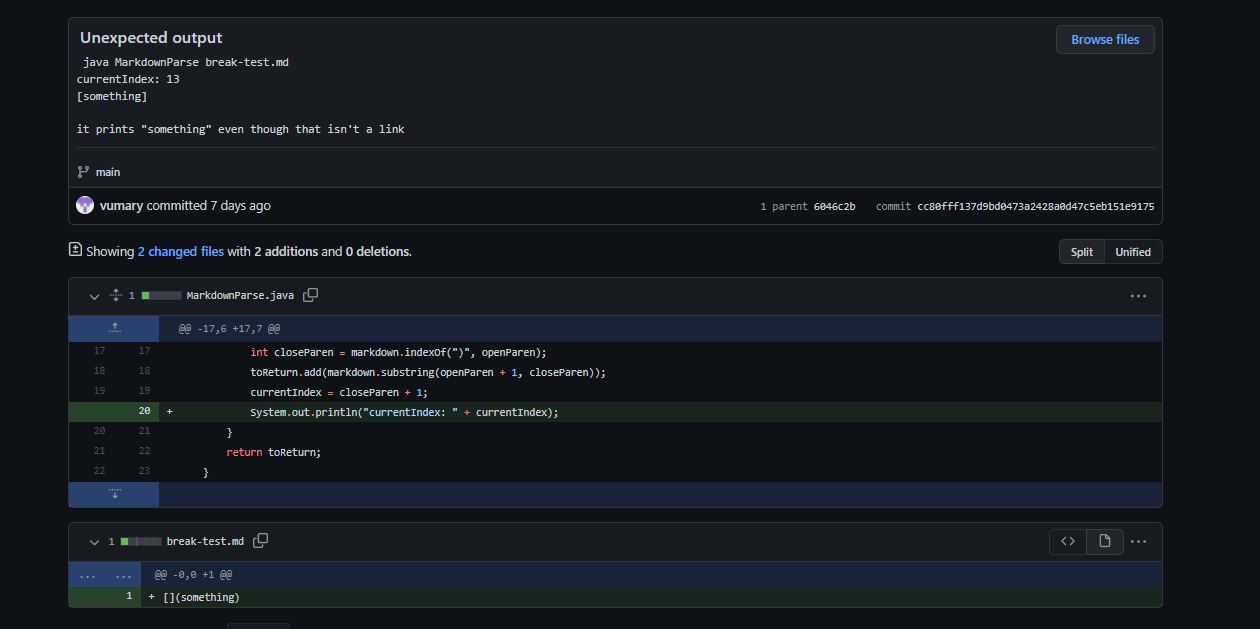 Unexpected output
Browse files
java MarkdownParse break-test.md
currentIndex: 13
[something]
it prints "something" even though that isn't a link
main
vumary committed 7 days ago
1 parent 6046c2b commit cc80fff137d9bd0473a2428a0d47c5eb151e9175
Showing 2 changed files with 2 additions and 0 deletions.
Split Unified
1 MarkdownParse.java
@@ -17,6 +17,7 @@
17 17 int closeParen = markdown.indexOf(")", openParen);
18 18 toReturn.add(markdown.substring(openParen + 1, closeParen));
19 19 currentIndex = closeParen + 1;
20 + System.out.println("currentIndex: " + currentIndex);
20 21 }
21 22 return toReturn;
22 23 }
1 break-test.md
... ... @@ -0,0 +1 @@
1 + [](something)